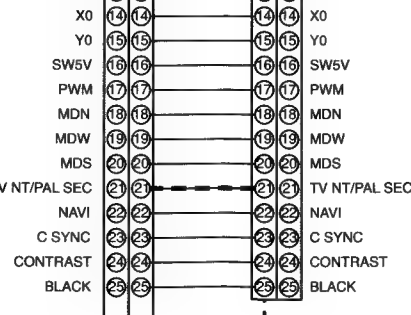 X0 14 14 14 14 X0
Y0 15 15 15 15 Y0
SW5V 16 16 16 16 SW5V
PWM 17 17 17 17 PWM
MDN 18 18 18 18 MDN
MDW 19 19 19 19 MDW
MDS 20 20 20 20 MDS
V NT/PAL SEC 21 21 21 21 TV NT/PAL SEC
NAVI 22 22 22 22 NAVI
C SYNC 23 23 23 23 C SYNC
CONTRAST 24 24 24 24 CONTRAST
BLACK 25 25 25 25 BLACK